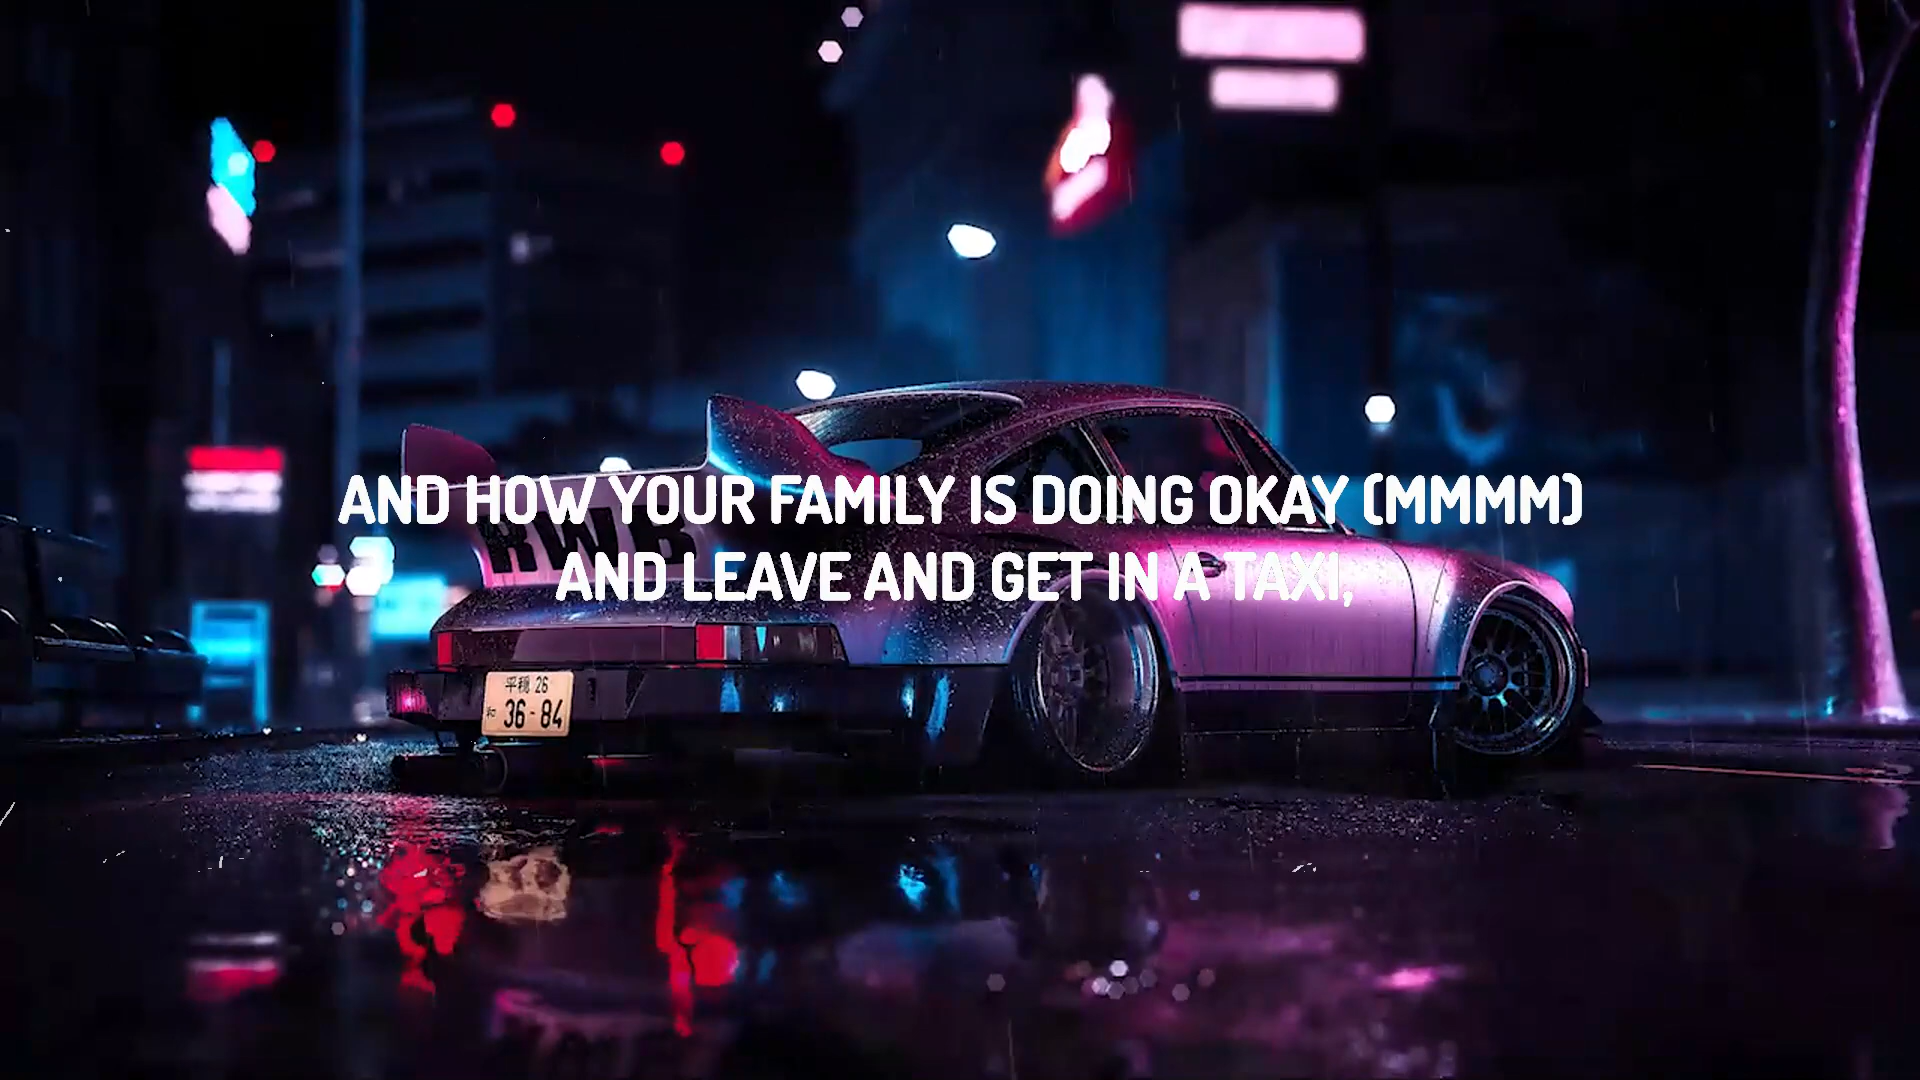 AND HOW YOUR FAMILY IS DOING OKAY (MMMM)
AND LEAVE AND GET IN A TAXI,
RWB
平穏 26
36-84